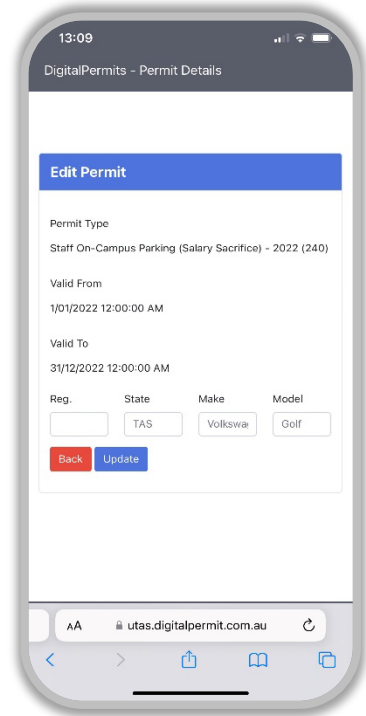 13:09
DigitalPermits - Permit Details
Edit Permit
Permit Type
Staff On-Campus Parking (Salary Sacrifice) - 2022 (240)
Valid From
1/01/2022 12:00:00 AM
Valid To
31/12/2022 12:00:00 AM
Reg. State Make Model
TAS Volkswa Golf
Back Update
AA utas.digitalpermit.com.au